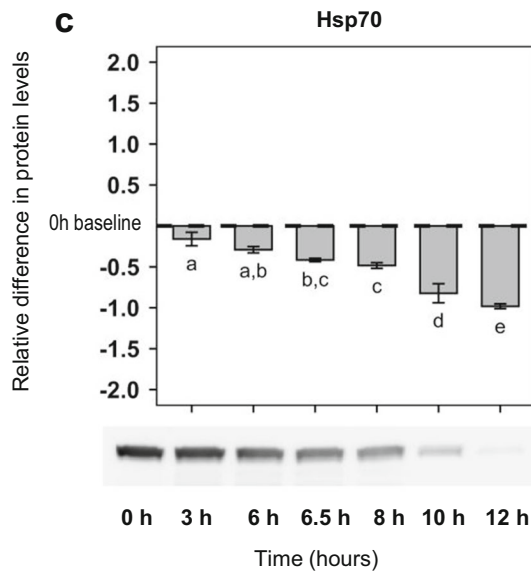 c
Hsp70
Relative difference in protein levels
2.0
1.5
1.0
0.5
0h baseline
-0.5
-1.0
-1.5
-2.0
a
a,b
b,c
c
d
e
0 h 3 h 6 h 6.5 h 8 h 10 h 12 h
Time (hours)